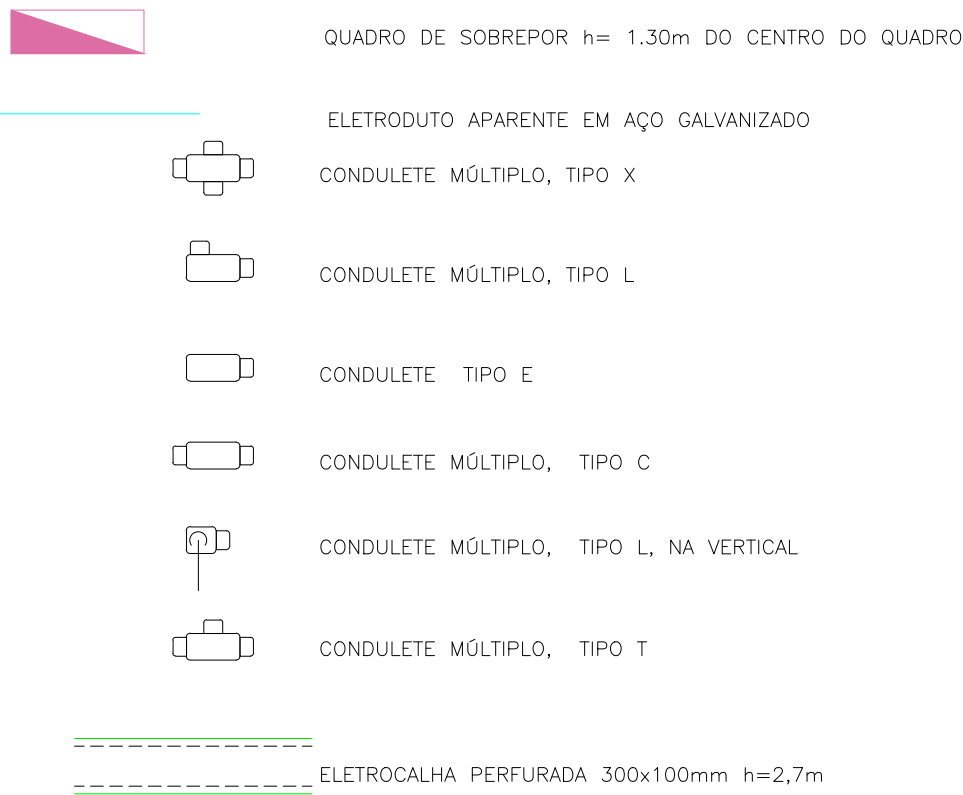 QUADRO DE SOBREPOR h= 1.30m DO CENTRO DO QUADRO
ELETRODUTO APARENTE EM AÇO GALVANIZADO
CONDULETE MÚLTIPLO, TIPO X
CONDULETE MÚLTIPLO, TIPO L
CONDULETE TIPO E
CONDULETE MÚLTIPLO, TIPO C
CONDULETE MÚLTIPLO, TIPO L, NA VERTICAL
CONDULETE MÚLTIPLO, TIPO T
ELETROCALHA PERFURADA 300x100mm h=2,7m